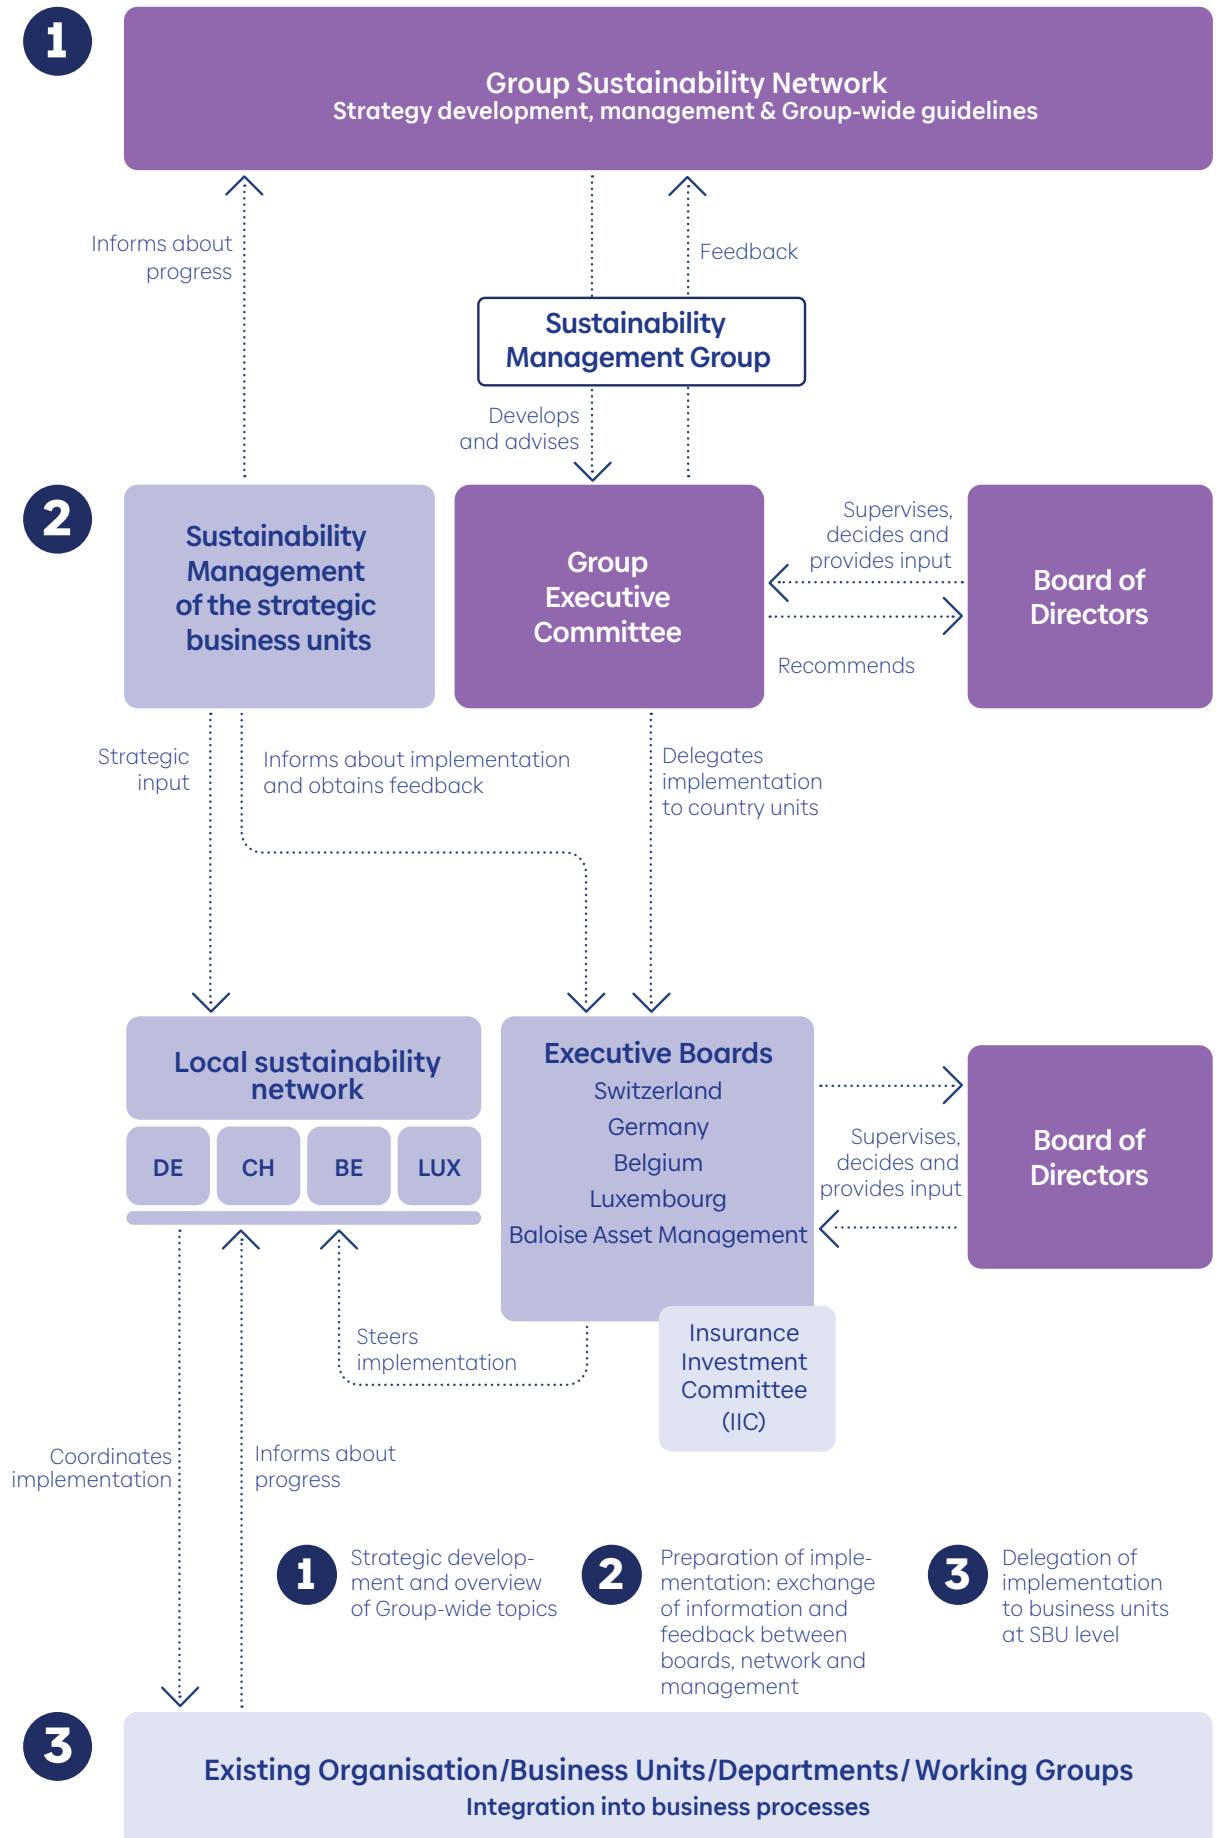 1
Group Sustainability Network
Strategy development, management & Group-wide guidelines
Informs about
progress
Feedback
Sustainability
Management Group
Develops
and advises
2
Sustainability
Management
of the strategic
business units
Group
Executive
Committee
Supervises,
decides and
provides input
Recommends
Board of
Directors
Strategic
input
Informs about implementation
and obtains feedback
Delegates
implementation
to country units
Local sustainability
network
DE
CH
BE
LUX
Executive Boards
Switzerland
Germany
Belgium
Luxembourg
Baloise Asset Management
Supervises,
decides and
provides input
Board of
Directors
Insurance
Investment
Committee
(IIC)
Steers
implementation
Coordinates
implementation
Informs about
progress
1
Strategic develop-
ment and overview
of Group-wide topics
2
Preparation of imple-
mentation: exchange
of information and
feedback between
boards, network and
management
3
Delegation of
implementation
to business units
at SBU level
3
Existing Organisation/Business Units/Departments/Working Groups
Integration into business processes